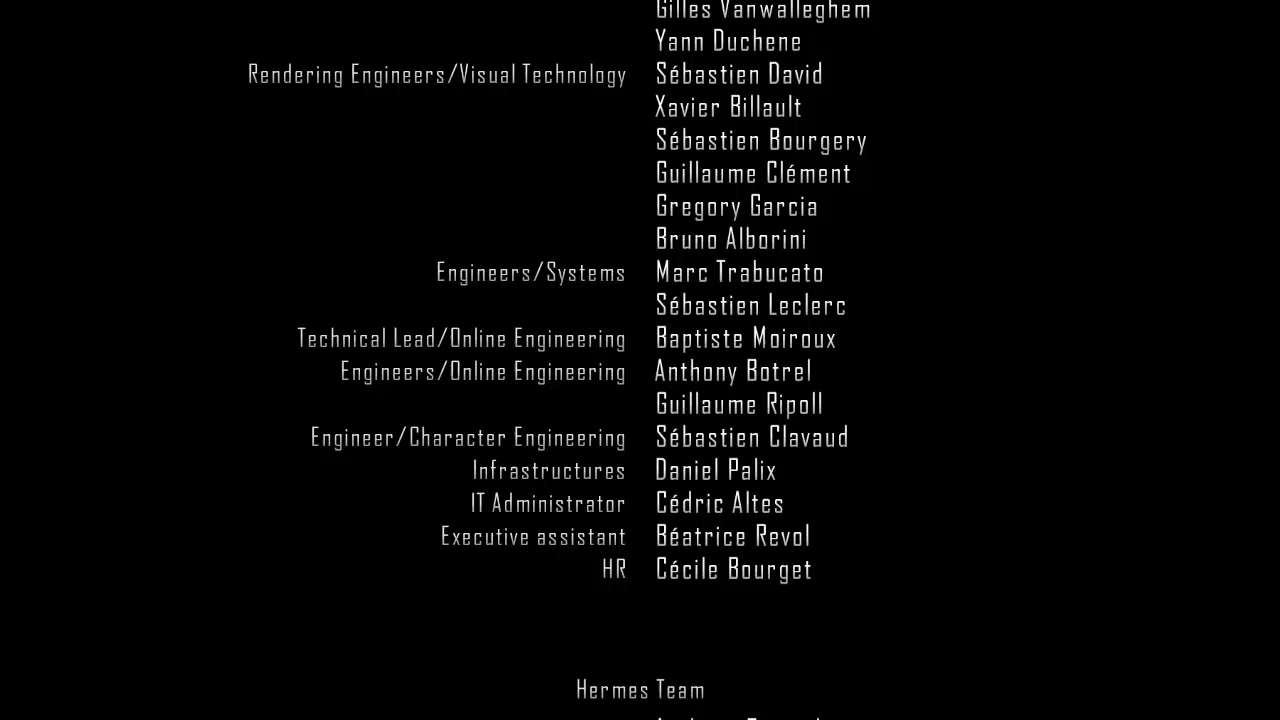 Gilles Vanwalleghem
Yann Duchene
Rendering Engineers/Visual Technology Sébastien David
Xavier Billault
Sébastien Bourgery
Guillaume Clément
Gregory Garcia
Bruno Alborini
Engineers/Systems Marc Trabucato
Sébastien Leclerc
Technical Lead/Online Engineering Baptiste Moiroux
Engineers/Online Engineering Anthony Botrel
Guillaume Ripoll
Engineer/Character Engineering Sébastien Clavaud
Infrastructures Daniel Palix
IT Administrator Cédric Altes
Executive assistant Béatrice Revol
HR Cécile Bourget
Hermes Team